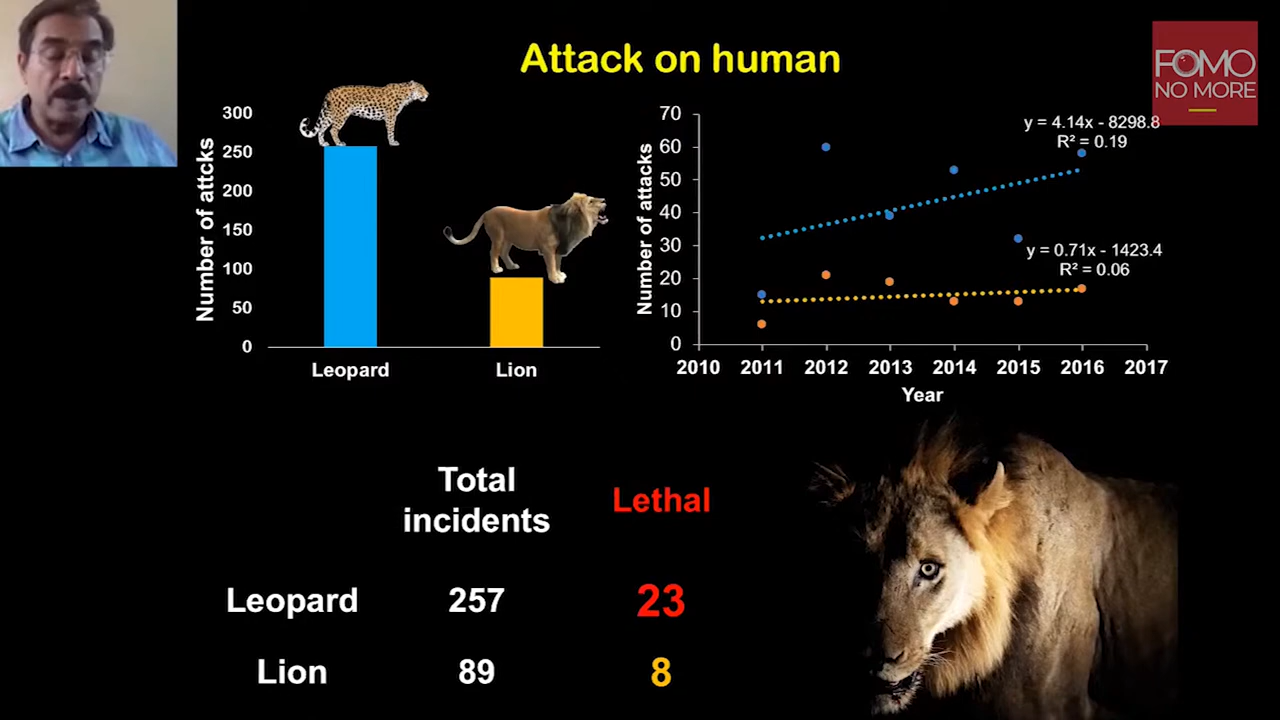 Attack on human
FOMO
NO MORE
Number of attcks
300
250
200
150
100
50
0
Leopard
Lion
Number of attacks
70
60
50
40
30
20
10
0
y = 4.14x - 8298.8
R² = 0.19
y = 0.71x - 1423.4
R² = 0.06
2010 2011 2012 2013 2014 2015 2016 2017
Year
Total
incidents
Lethal
Leopard 257 23
Lion 89 8